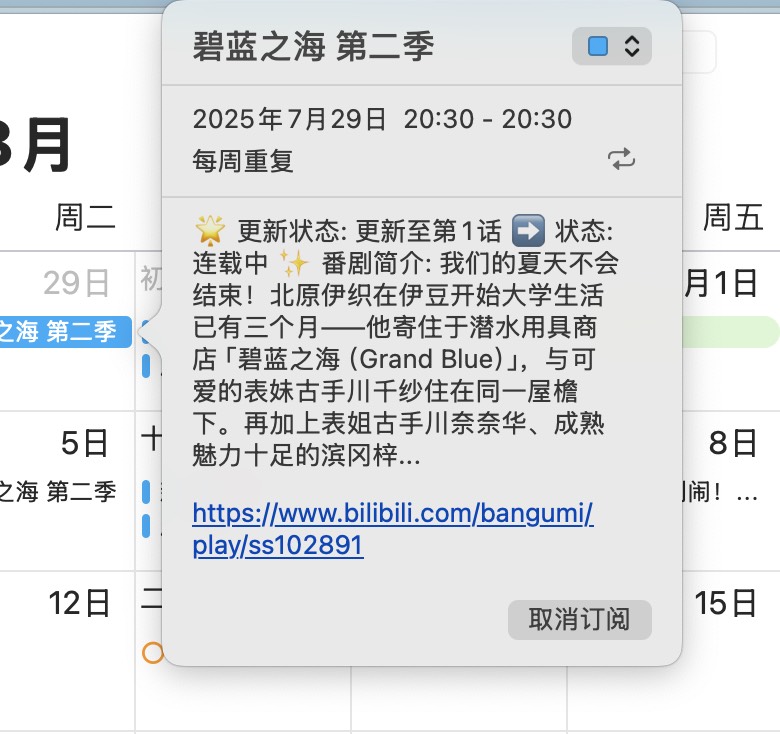 碧蓝之海 第二季
2025年7月29日 20:30 - 20:30
每周重复
月
周二
周五
29日
初
月1日
之海 第二季
🌟 更新状态: 更新至第1话 ➡️ 状态:
连载中 ✨ 番剧简介: 我们的夏天不会
结束！北原伊织在伊豆开始大学生活
已有三个月——他寄住于潜水用具商
店「碧蓝之海（Grand Blue）」，与可
爱的表妹古手川千纱住在同一屋檐
下。再加上表姐古手川奈奈华、成熟
魅力十足的滨冈梓...
5日
十
8日
之海 第二季
闹！...
https://www.bilibili.com/bangumi/
play/ss102891
12日
二
15日
取消订阅